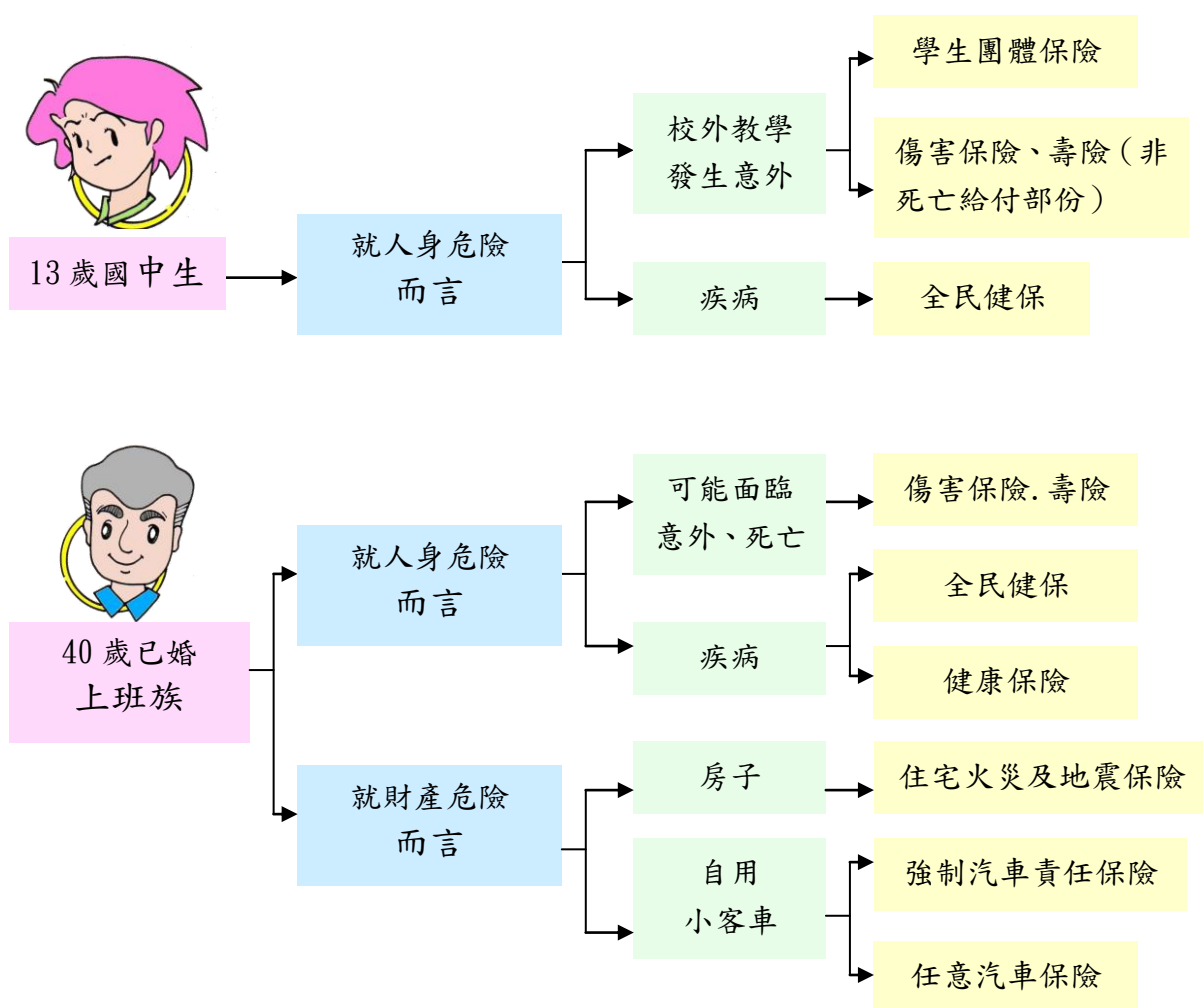 13歲國中生
就人身危險
而言
校外教學
發生意外
學生團體保險
傷害保險、壽險(非
死亡給付部份)
疾病
全民健保
40歲已婚
上班族
就人身危險
而言
可能面臨
意外、死亡
傷害保險.壽險
疾病
全民健保
健康保險
就財產危險
而言
房子
住宅火災及地震保險
自用
小客車
強制汽車責任保險
任意汽車保險